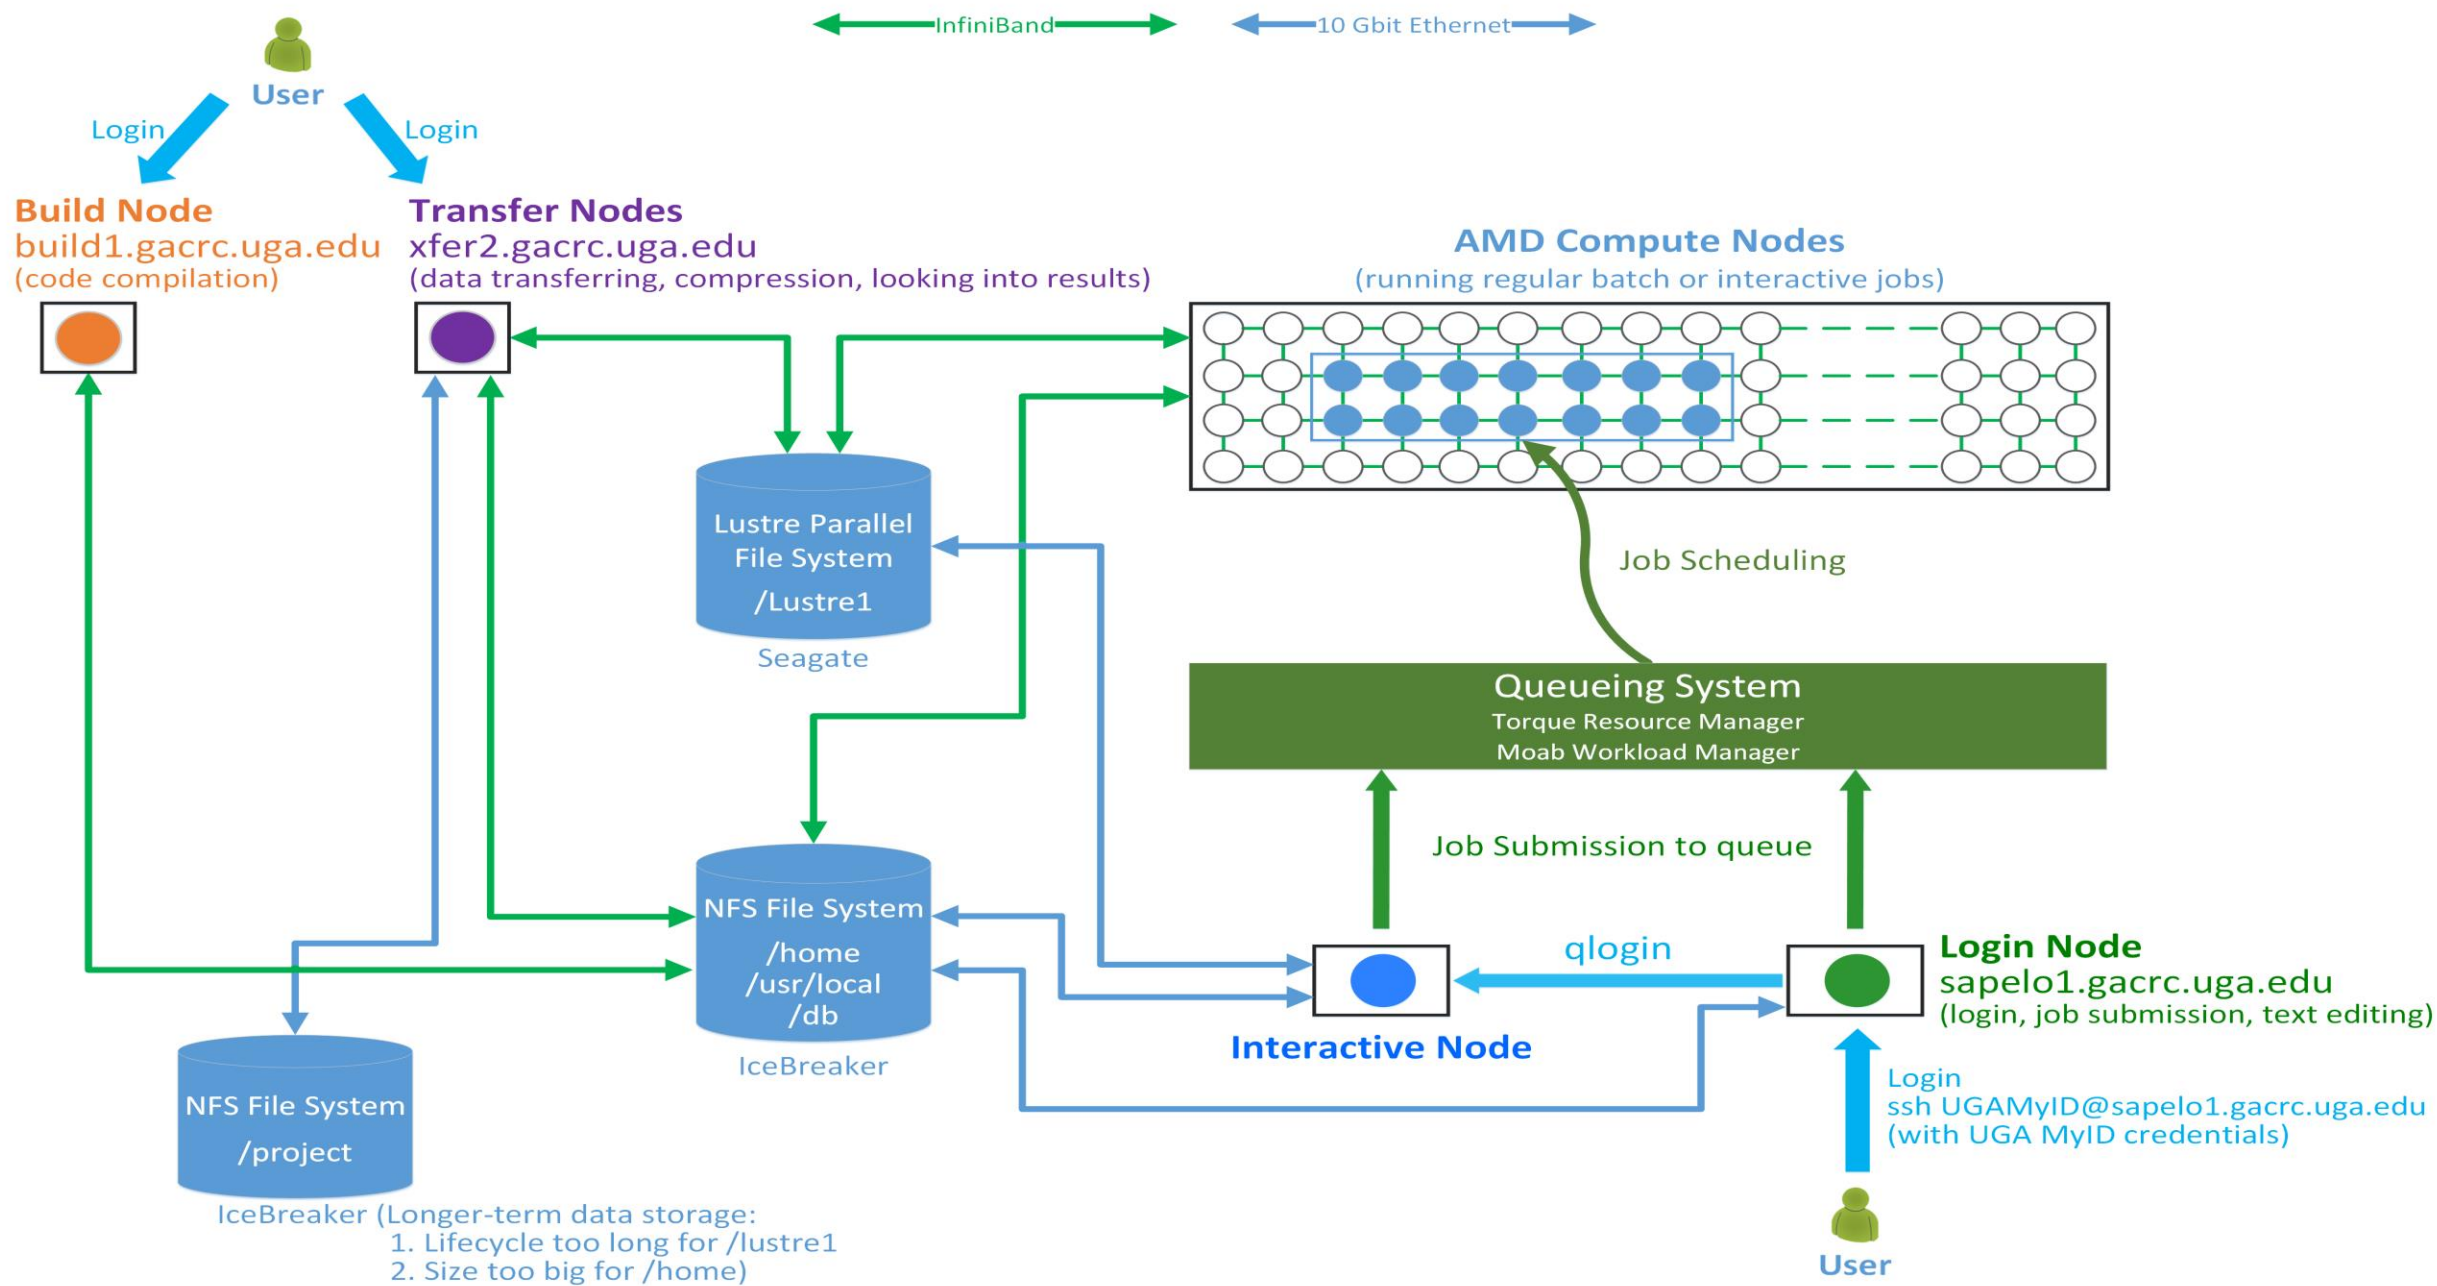 InfiniBand
10 Gbit Ethernet
User
Login
Login
Build Node
build1.gacrc.uga.edu
(code compilation)
Transfer Nodes
xfer2.gacrc.uga.edu
(data transferring, compression, looking into results)
AMD Compute Nodes
(running regular batch or interactive jobs)
Lustre Parallel
File System
/Lustre1
Seagate
Job Scheduling
Queueing System
Torque Resource Manager
Moab Workload Manager
Job Submission to queue
NFS File System
/home
/usr/local
/db
IceBreaker
qlogin
Interactive Node
Login Node
sapelo1.gacrc.uga.edu
(login, job submission, text editing)
Login
ssh UGAMyID@sapelo1.gacrc.uga.edu
(with UGA MyID credentials)
User
NFS File System
/project
IceBreaker (Longer-term data storage:
1. Lifecycle too long for /lustre1
2. Size too big for /home)